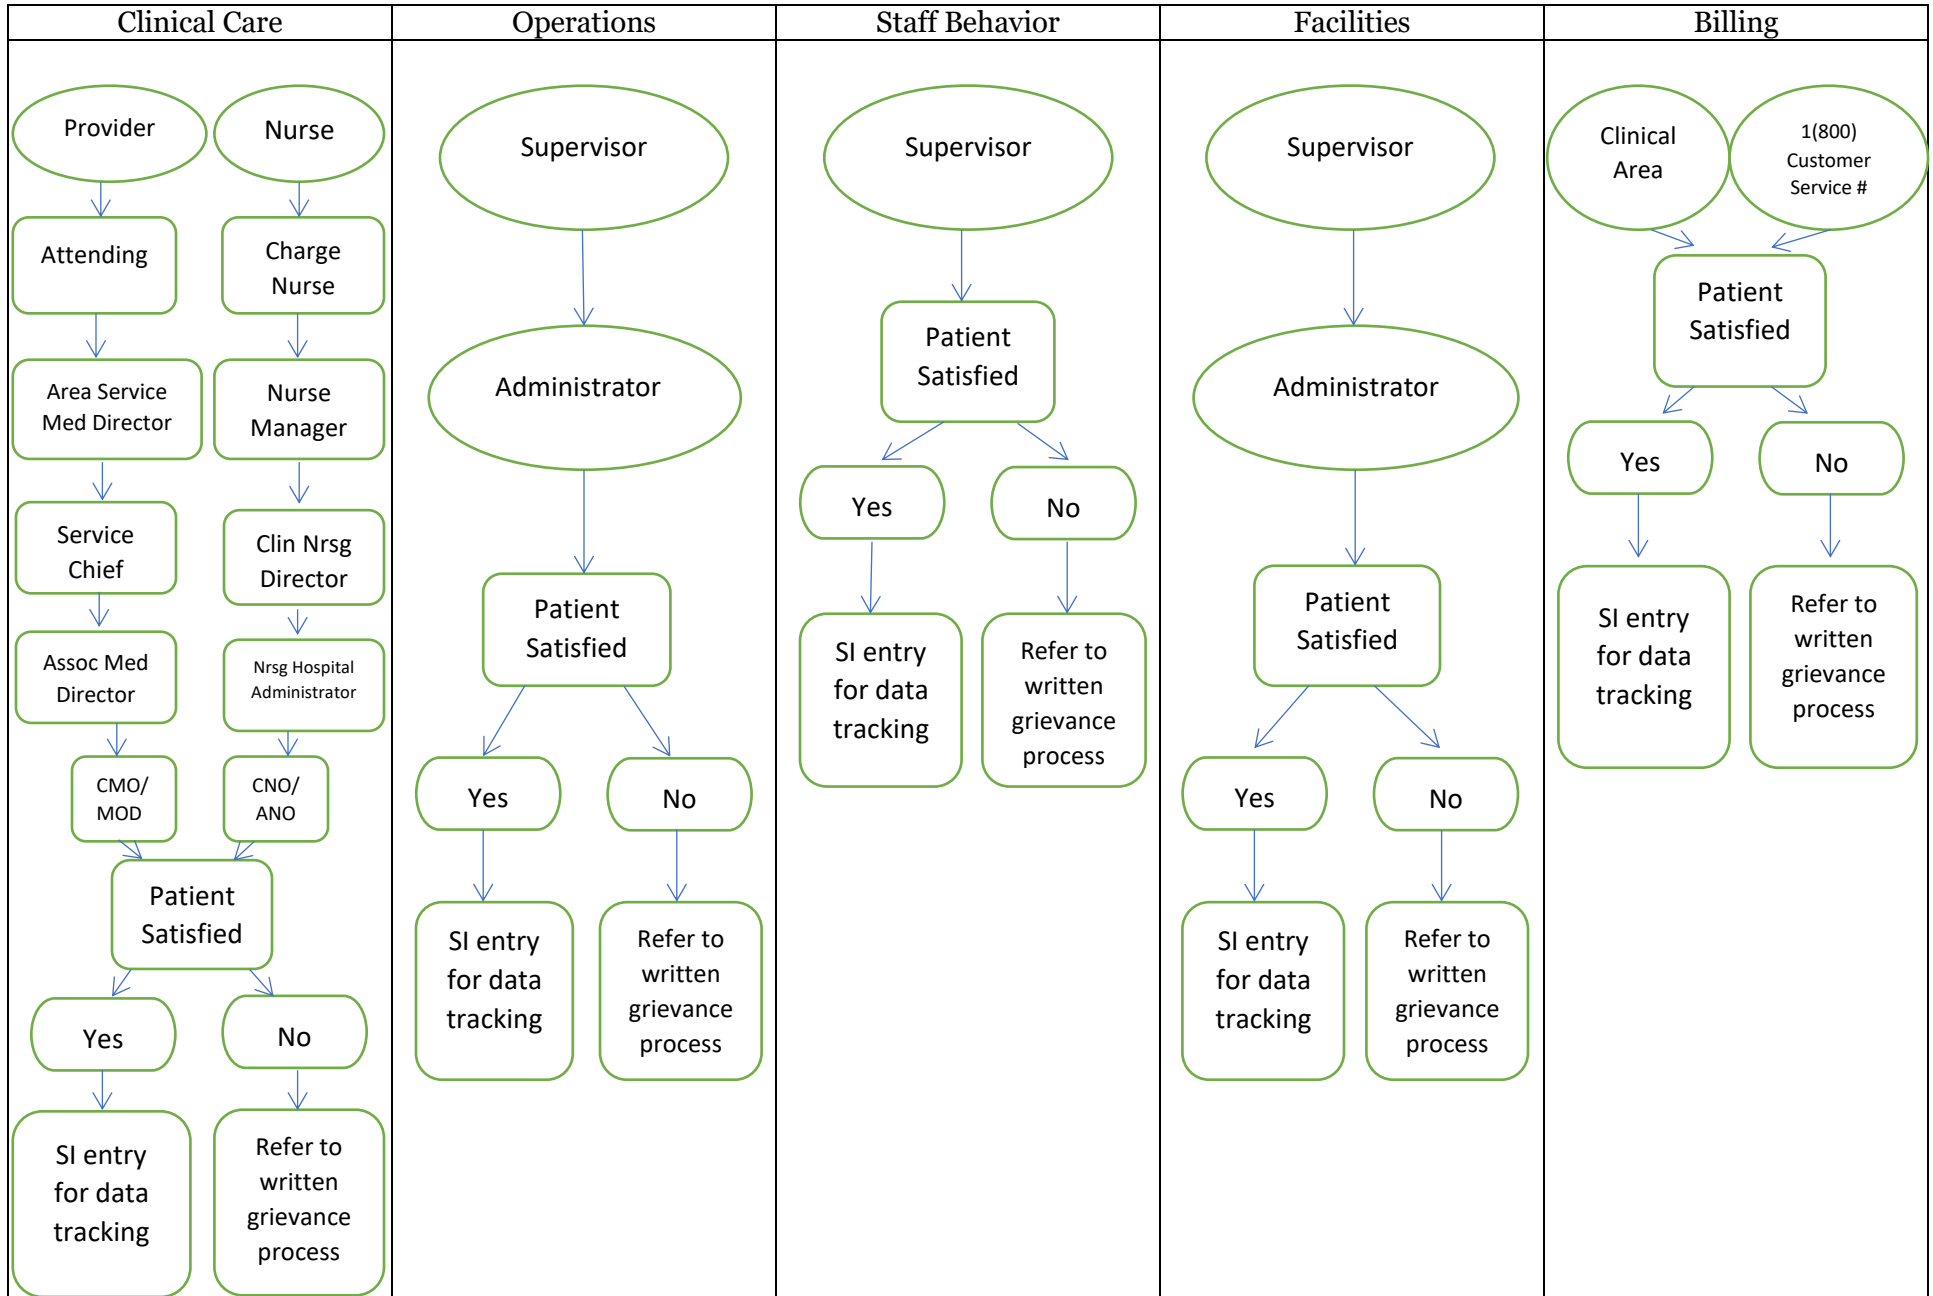 Clinical Care
Operations
Staff Behavior
Facilities
Billing
Provider
Nurse
Attending
Charge
Nurse
Area Service
Med Director
Nurse
Manager
Service
Chief
Clin Nrsg
Director
Assoc Med
Director
Nrsg Hospital
Administrator
CMO/
MOD
CNO/
ANO
Patient
Satisfied
Yes
No
SI entry
for data
tracking
Refer to
written
grievance
process
Supervisor
Administrator
Patient
Satisfied
Yes
No
SI entry
for data
tracking
Refer to
written
grievance
process
Supervisor
Patient
Satisfied
Yes
No
SI entry
for data
tracking
Refer to
written
grievance
process
Supervisor
Administrator
Patient
Satisfied
Yes
No
SI entry
for data
tracking
Refer to
written
grievance
process
Clinical
Area
1(800)
Customer
Service #
Patient
Satisfied
Yes
No
SI entry
for data
tracking
Refer to
written
grievance
process